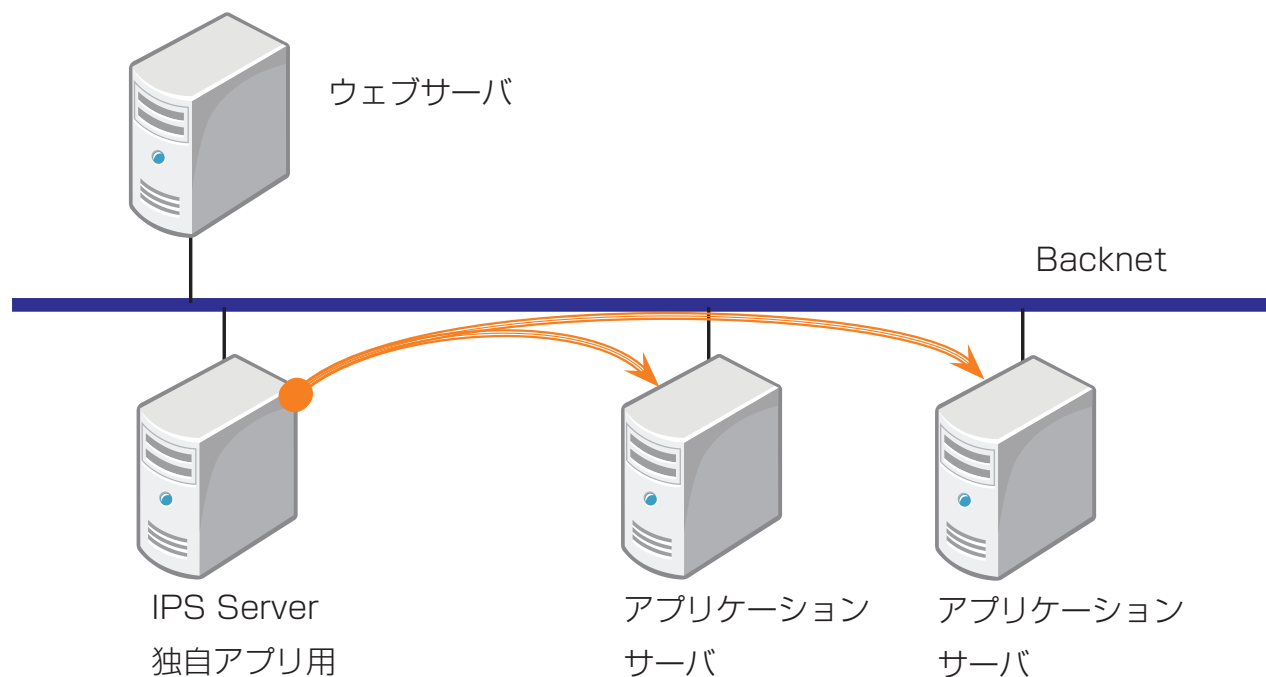 ウェブサーバ
Backnet
IPS Server
独自アプリ用
アプリケーション
サーバ
アプリケーション
サーバ